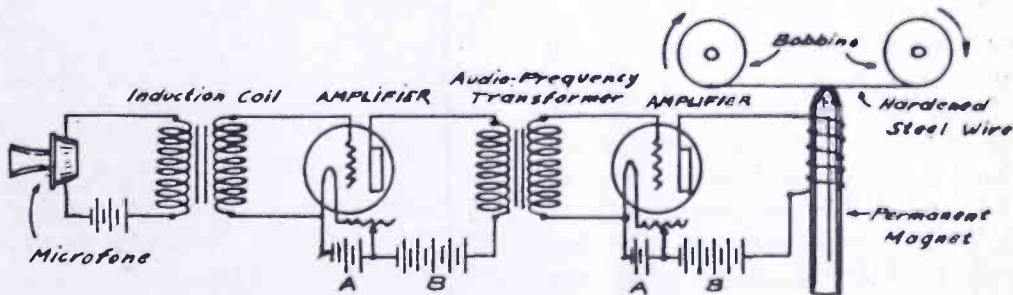 Bobbins
Audio-Frequency
Transformer
Induction Coil
AMPLIFIER
AMPLIFIER
Hardened
Steel Wire
Permanent
Magnet
Microfone
A
B
A
B